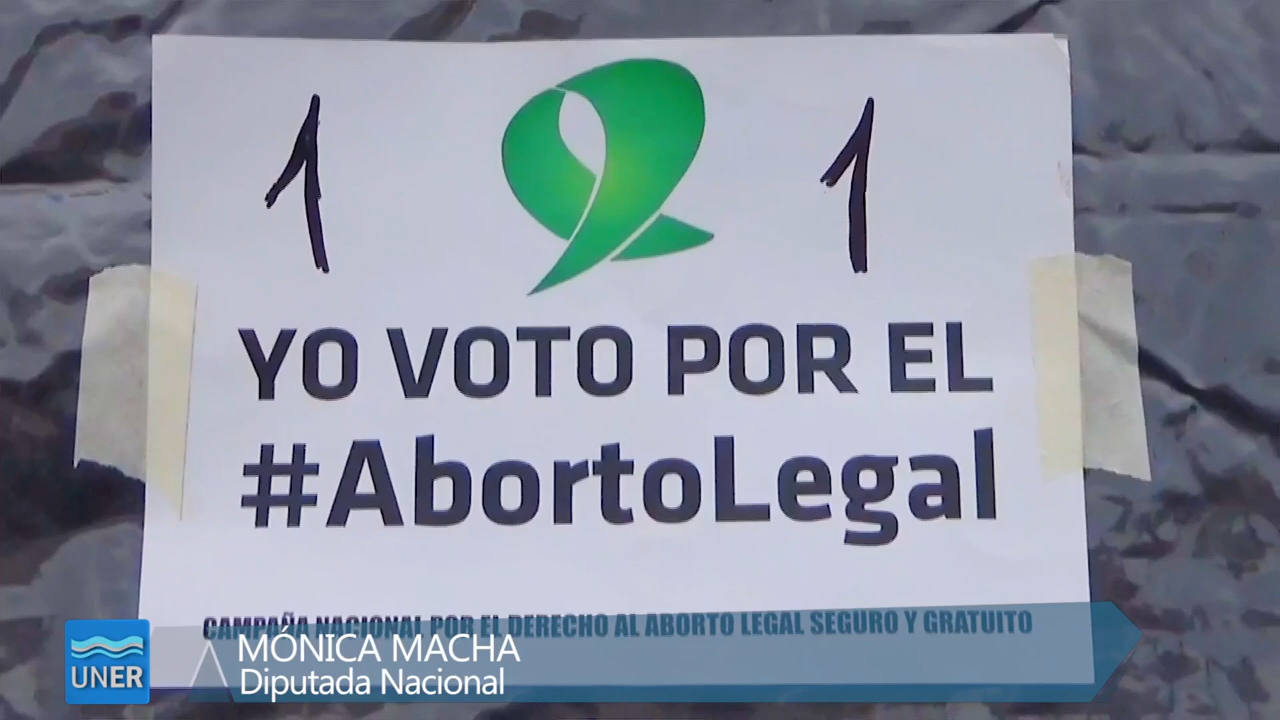 1 1
YO VOTO POR EL
#AbortoLegal
CAMPAÑA NACIONAL POR EL DERECHO AL ABORTO LEGAL SEGURO Y GRATUITO
MÓNICA MACHA
Diputada Nacional
UNER